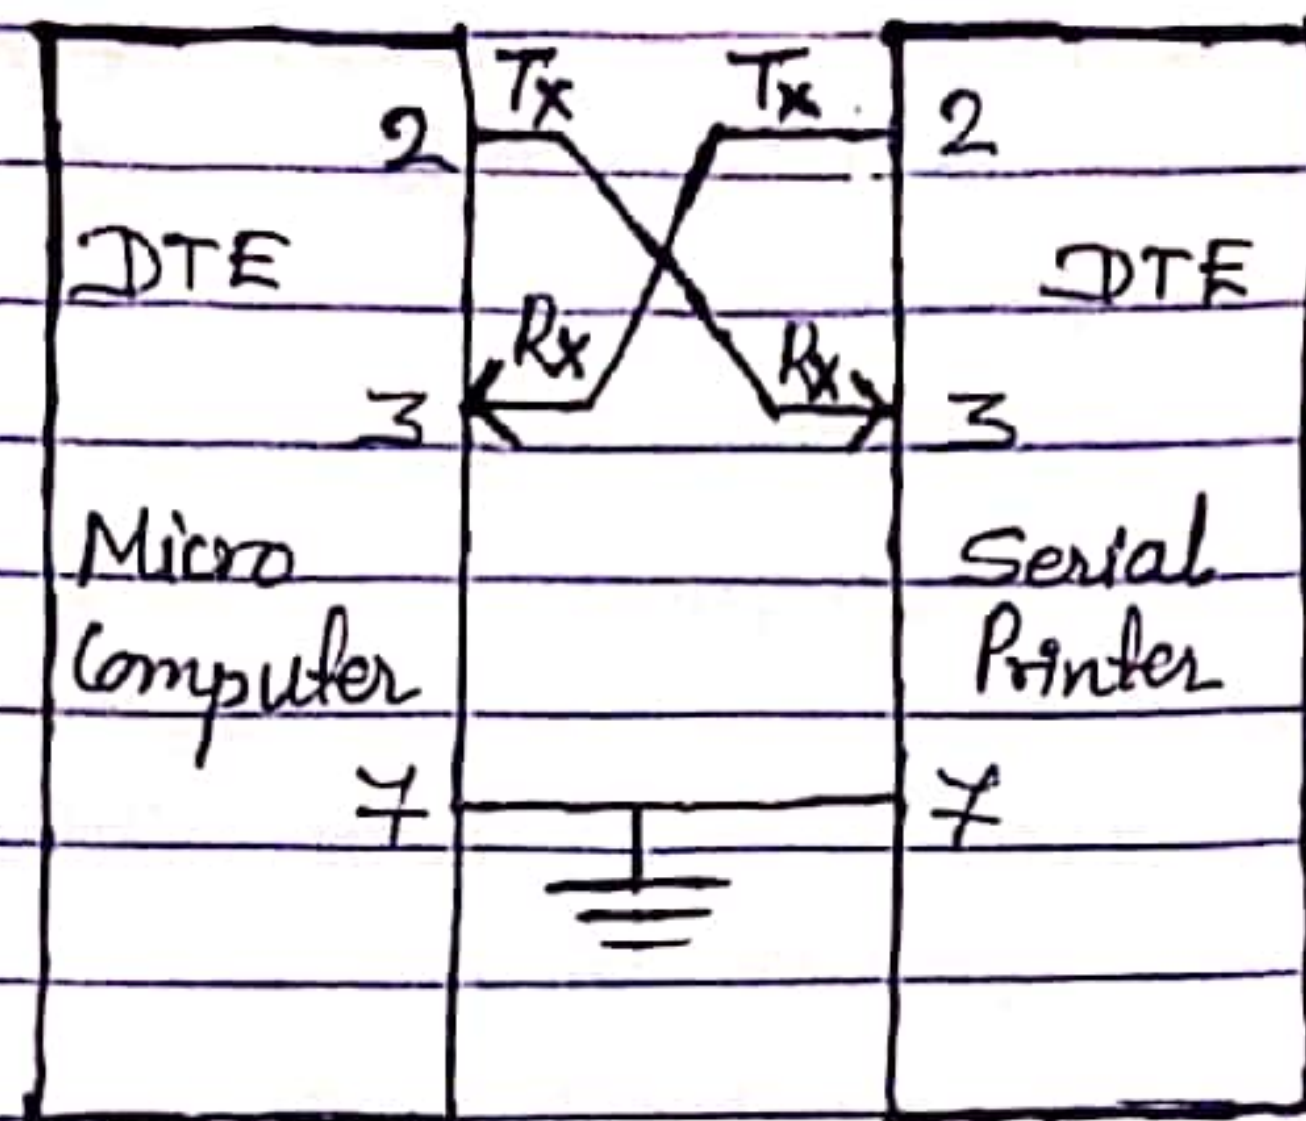 Tx Tx
2 2
DTE DTE
Rx Rx
3 3
Micro Serial
Computer Printer
7 7